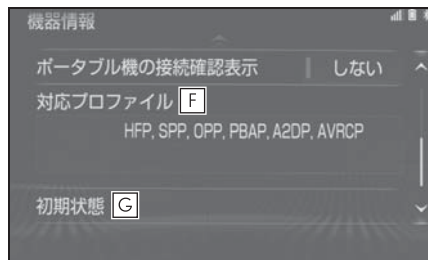 機器情報
ポータブル機の接続確認表示 しない
対応プロファイル F
HFP, SPP, OPP, PBAP, A2DP, AVRCP
初期状態 G